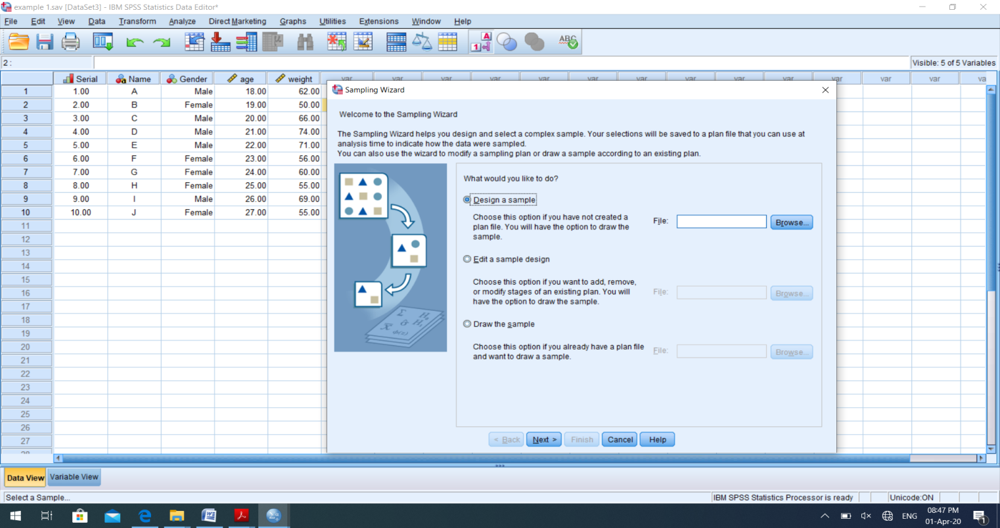 example 1.sav [DataSet3] - IBM SPSS Statistics Data Editor*
File Edit View Data Transform Analyze Direct Marketing Graphs Utilities Extensions Window Help
A
1
ABC
2 :
Visible: 5 of 5 Variables
Serial Name Gender age weight var var var var var var var var var var var var var va
1 1.00 A Male 18.00 62.00
2 2.00 B Female 19.00 50.00
3 3.00 C Male 20.00 66.00
4 4.00 D Male 21.00 74.00
5 5.00 E Male 22.00 71.00
6 6.00 F Female 23.00 56.00
7 7.00 G Female 24.00 60.00
8 8.00 H Female 25.00 55.00
9 9.00 I Male 26.00 69.00
10 10.00 J Female 27.00 55.00
11
12
13
14
15
16
17
18
19
20
21
22
23
24
25
26
27
28
Sampling Wizard
Welcome to the Sampling Wizard
The Sampling Wizard helps you design and select a complex sample. Your selections will be saved to a plan file that you can use at
analysis time to indicate how the data were sampled.
You can also use the wizard to modify a sampling plan or draw a sample according to an existing plan.
What would you like to do?
Design a sample
Choose this option if you have not created a
plan file. You will have the option to draw the
sample.
File: Browse...
Edit a sample design
Choose this option if you want to add, remove,
or modify stages of an existing plan. You will
have the option to draw the sample.
File: Browse...
Draw the sample
Choose this option if you already have a plan file
and want to draw a sample.
File: Browse...
< Back Next > Finish Cancel Help
Data View Variable View
Select a Sample...
IBM SPSS Statistics Processor is ready Unicode:ON
ENG
08:47 PM
01-Apr-20
1